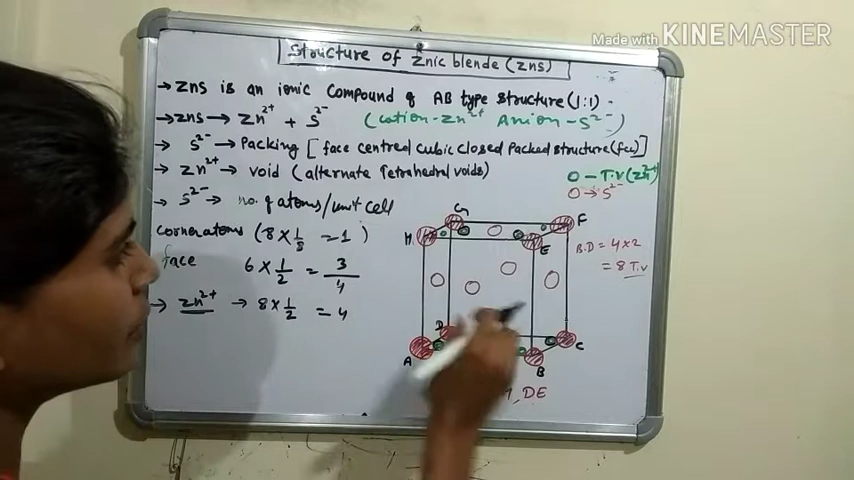 Made with KINEMASTER
Structure of Znic blende (ZnS)
→ ZnS is an ionic compound of AB type structure (1:1) -
→ ZnS → Zn²⁺ + S²⁻ (Cation - Zn²⁺ Anion - S²⁻)
→ S²⁻ → Packing [face centred cubic closed Packed structure (fcc)]
→ Zn²⁺ → void (alternate Tetrahedral voids)
O - T.V (Zn²⁺)
O → S²⁻
→ S²⁻ → no. of atoms/unit cell
corner atoms (8 × 1/8 = 1)
face 6 × 1/2 = 3
4
→ Zn²⁺ → 8 × 1/2 = 4
G
F
H
E
B.D = 4 × 2
= 8 T.V
D
C
A
B
, DE